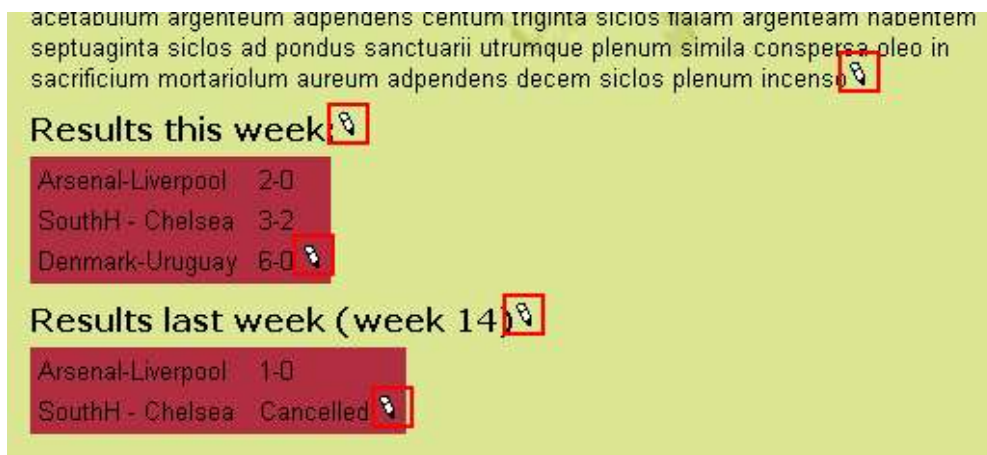 acetabulum argenteum adpendens centum triginta siclos fialam argenteam habentem
septuaginta siclos ad pondus sanctuarii utrumque plenum simila conspersa oleo in
sacrificium mortariolum aureum adpendens decem siclos plenum incenso
Results this week:
Arsenal-Liverpool 2-0
SouthH - Chelsea 3-2
Denmark-Uruguay 6-0
Results last week (week 14)
Arsenal-Liverpool 1-0
SouthH - Chelsea Cancelled